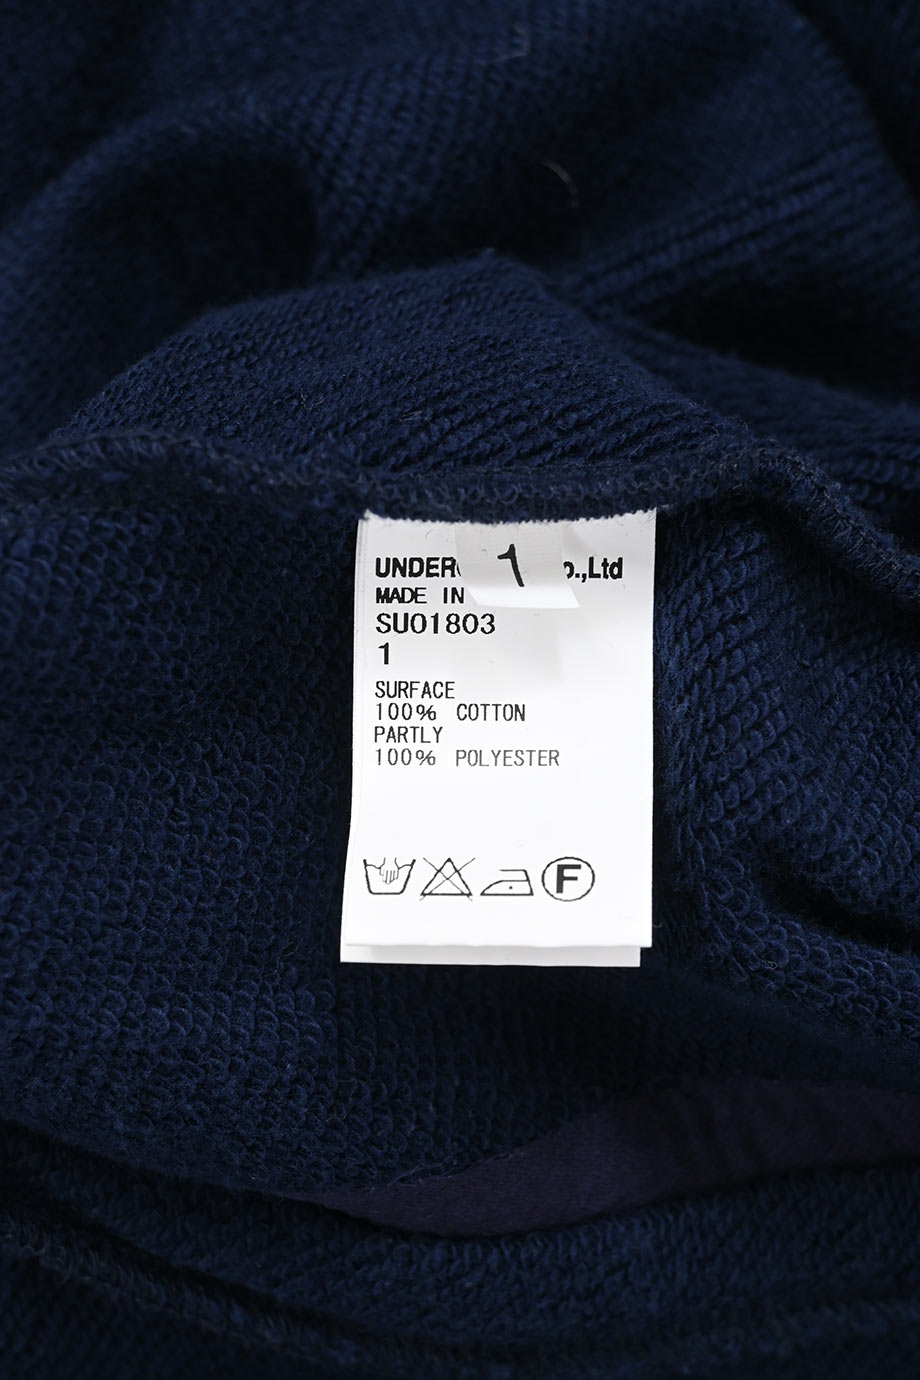 1
UNDER o.,Ltd
MADE IN
SU01803
1
SURFACE
100% COTTON
PARTLY
100% POLYESTER
F